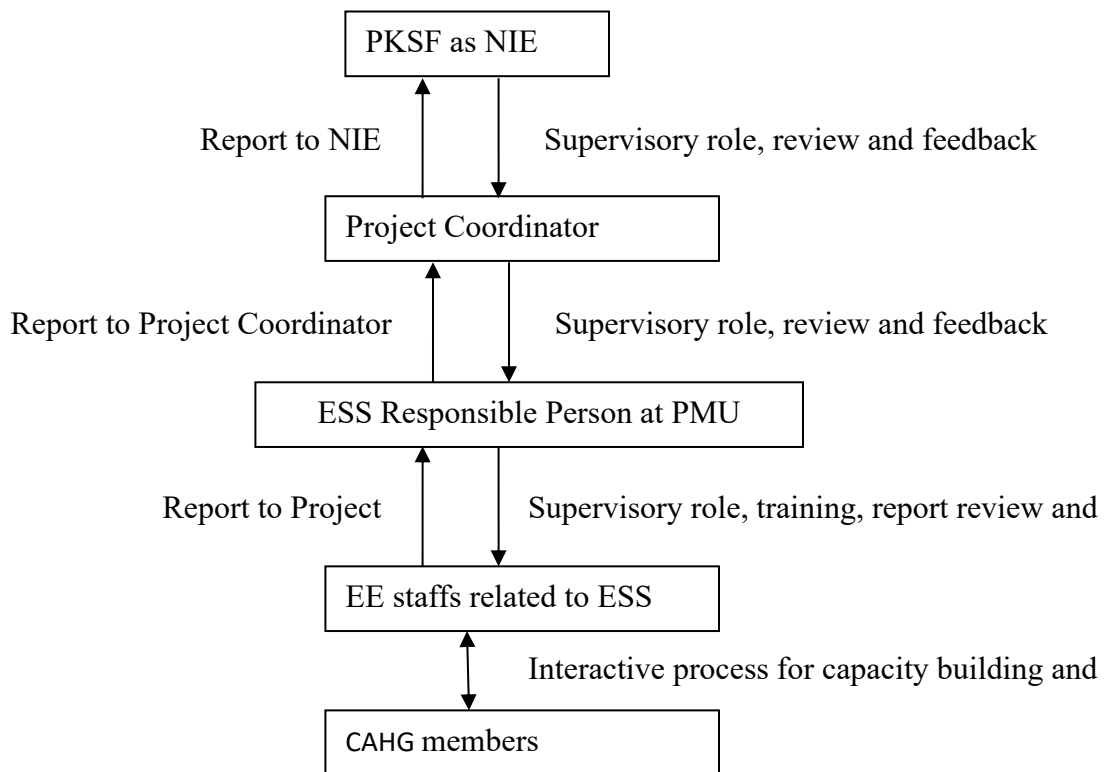 PKSF as NIE
Report to NIE
Supervisory role, review and feedback
Project Coordinator
Report to Project Coordinator
Supervisory role, review and feedback
ESS Responsible Person at PMU
Report to Project
Supervisory role, training, report review and
EE staffs related to ESS
Interactive process for capacity building and
CAHG members